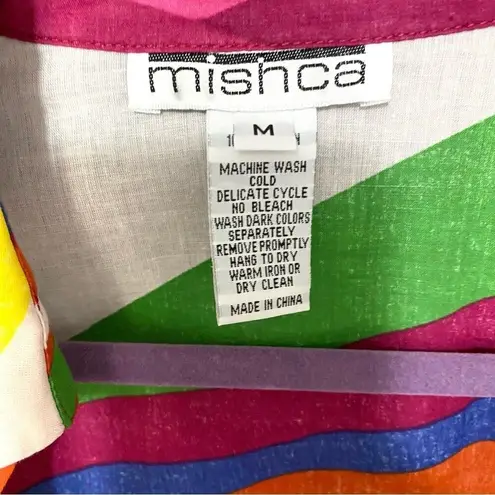 mishca
M
MACHINE WASH
COLD
DELICATE CYCLE
NO BLEACH
WASH DARK COLORS
SEPARATELY
REMOVE PROMPTLY
HANG TO DRY
WARM IRON OR
DRY CLEAN
MADE IN CHINA